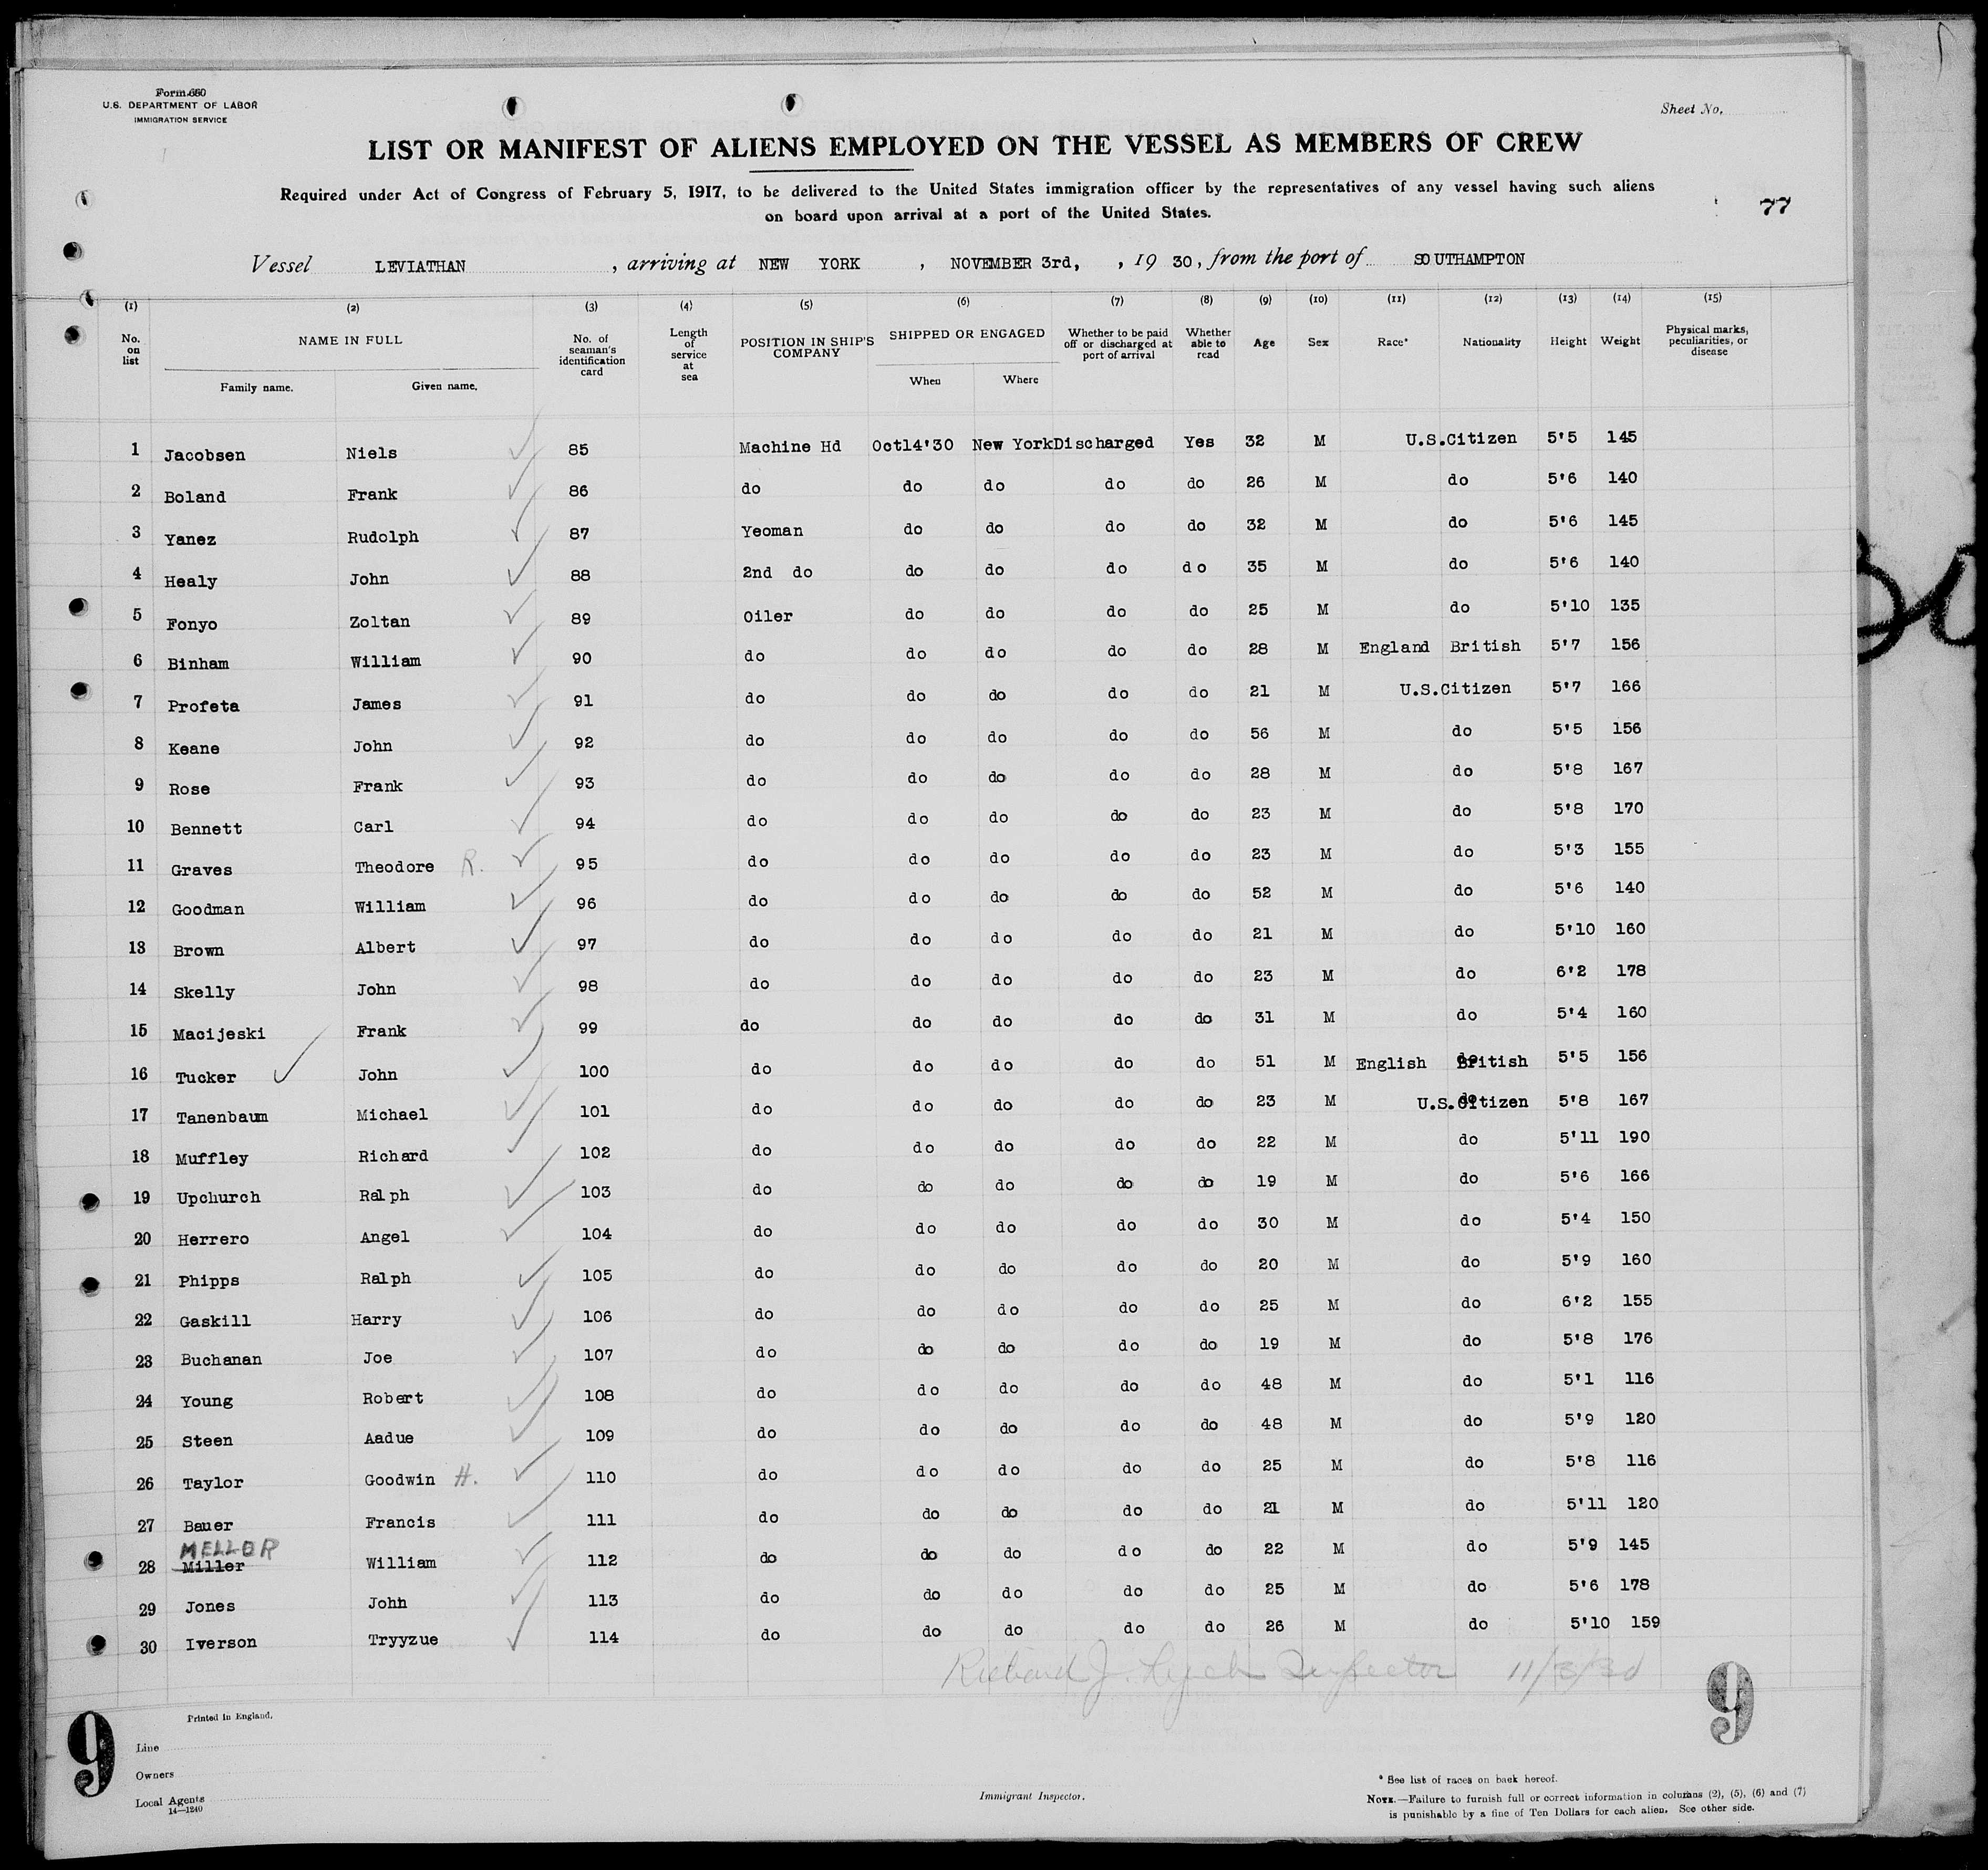 Form 680
U.S. DEPARTMENT OF LABOR
IMMIGRATION SERVICE
Sheet No.
LIST OR MANIFEST OF ALIENS EMPLOYED ON THE VESSEL AS MEMBERS OF CREW
Required under Act of Congress of February 5, 1917, to be delivered to the United States immigration officer by the representatives of any vessel having such aliens
on board upon arrival at a port of the United States.
77
Vessel LEVIATHAN , arriving at NEW YORK , NOVEMBER 3rd, , 19 30, from the port of SOUTHAMPTON
(1) (2) (3) (4) (5) (6) (7) (8) (9) (10) (11) (12) (13) (14) (15)
No. on list NAME IN FULL No. of seaman's identification card Length of service at sea POSITION IN SHIP'S COMPANY SHIPPED OR ENGAGED Whether to be paid off or discharged at port of arrival Whether able to read Age Sex Race* Nationality Height Weight Physical marks, peculiarities, or disease
Family name. Given name. When Where
1 Jacobsen Niels 85 Machine Hd Oct14'30 New York Discharged Yes 32 M U.S.Citizen 5'5 145
2 Boland Frank 86 do do do do do 26 M do 5'6 140
3 Yanez Rudolph 87 Yeoman do do do do 32 M do 5'6 145
4 Healy John 88 2nd do do do do do 35 M do 5'6 140
5 Fonyo Zoltan 89 Oiler do do do do 25 M do 5'10 135
6 Binham William 90 do do do do do 28 M England British 5'7 156
7 Profeta James 91 do do do do do 21 M U.S.Citizen 5'7 166
8 Keane John 92 do do do do do 56 M do 5'5 156
9 Rose Frank 93 do do do do do 28 M do 5'8 167
10 Bennett Carl 94 do do do do do 23 M do 5'8 170
11 Graves Theodore R. 95 do do do do do 23 M do 5'3 155
12 Goodman William 96 do do do do do 52 M do 5'6 140
13 Brown Albert 97 do do do do do 21 M do 5'10 160
14 Skelly John 98 do do do do do 23 M do 6'2 178
15 Macijeski Frank 99 do do do do do 31 M do 5'4 160
16 Tucker John 100 do do do do do 51 M English British 5'5 156
17 Tanenbaum Michael 101 do do do do do 23 M U.S.Citizen 5'8 167
18 Muffley Richard 102 do do do do do 22 M do 5'11 190
19 Upchurch Ralph 103 do do do do do 19 M do 5'6 166
20 Herrero Angel 104 do do do do do 30 M do 5'4 150
21 Phipps Ralph 105 do do do do do 20 M do 5'9 160
22 Gaskill Harry 106 do do do do do 25 M do 6'2 155
23 Buchanan Joe 107 do do do do do 19 M do 5'8 176
24 Young Robert 108 do do do do do 48 M do 5'1 116
25 Steen Aadue 109 do do do do do 48 M do 5'9 120
26 Taylor Goodwin H. 110 do do do do do 25 M do 5'8 116
27 Bauer Francis 111 do do do do do 21 M do 5'11 120
MELLOR
28 Miller William 112 do do do do do 22 M do 5'9 145
29 Jones John 113 do do do do do 25 M do 5'6 178
30 Iverson Tryyzue 114 do do do do do 26 M do 5'10 159
Richard J. Lynch Inspector 11/3/30
9 9
Printed in England.
Line
Owners
Local Agents
14—1240
Immigrant Inspector.
* See list of races on back hereof.
NOTE.—Failure to furnish full or correct information in columns (2), (5), (6) and (7)
is punishable by a fine of Ten Dollars for each alien. See other side.